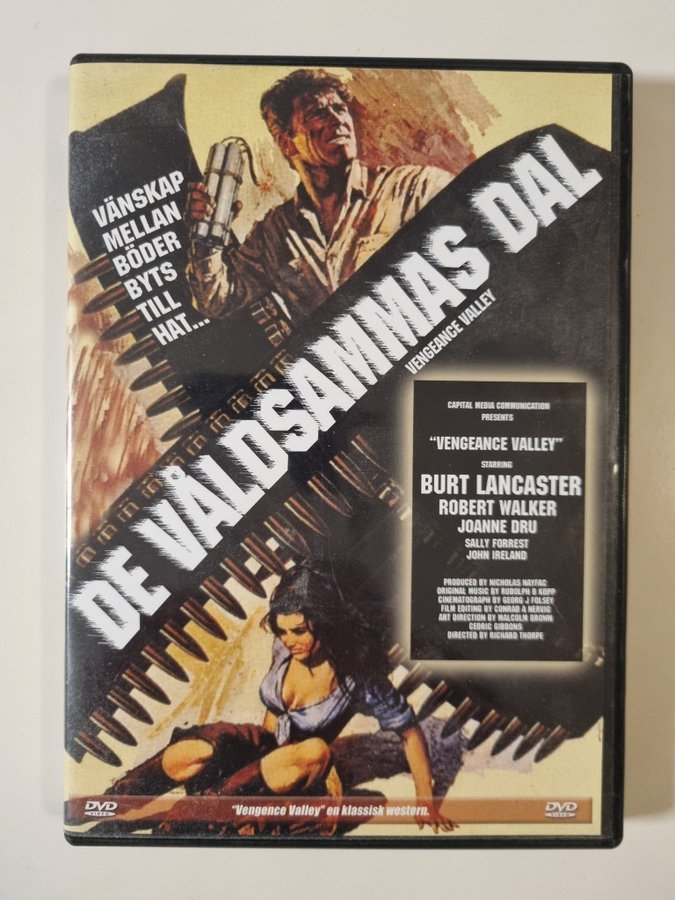 VÄNSKAP
MELLAN
BÖDER
BYTS
TILL
HAT...
DE VÅLDSAMMAS DAL
VENGEANCE VALLEY
CAPITAL MEDIA COMMUNICATION
PRESENTS
"VENGEANCE VALLEY"
STARRING
BURT LANCASTER
ROBERT WALKER
JOANNE DRU
SALLY FORREST
JOHN IRELAND
PRODUCED BY NICHOLAS NAYFAC
ORIGINAL MUSIC BY RUDOLPH B KOPP
CINEMATOGRAPH BY GEORG J FOLSEY
FILM EDITING BY CONRAD A NERVIG
ART DIRECTION BY MALCOLM BROHM
CEDRIC GIBBONS
DIRECTED BY RICHARD THORPE
DVD
VIDEO
"Vengence Valley" en klassisk western.
DVD
VIDEO